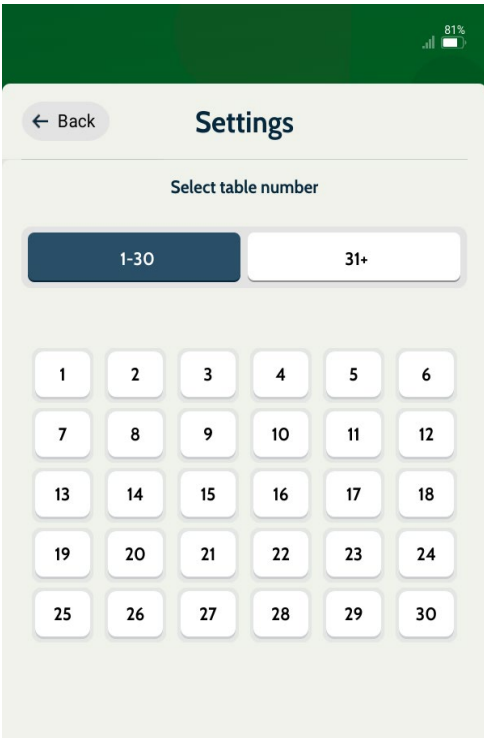 81%
← Back
Settings
Select table number
1-30 31+
1 2 3 4 5 6
7 8 9 10 11 12
13 14 15 16 17 18
19 20 21 22 23 24
25 26 27 28 29 30